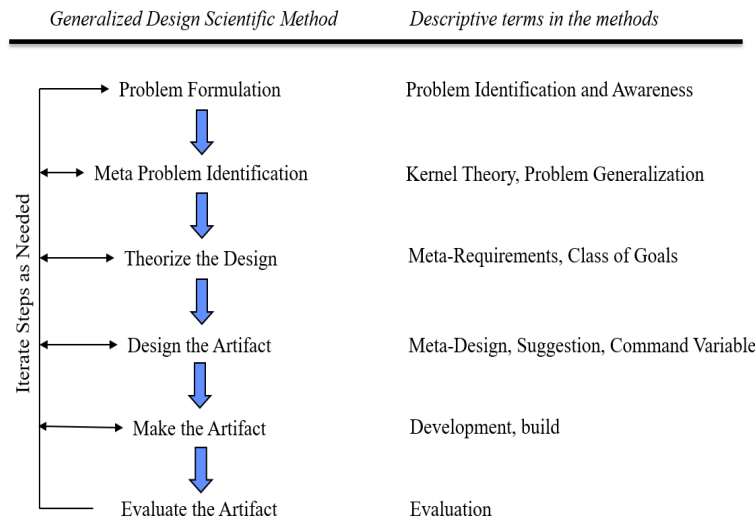 Generalized Design Scientific Method
Descriptive terms in the methods
Problem Formulation
Problem Identification and Awareness
Meta Problem Identification
Kernel Theory, Problem Generalization
Theorize the Design
Meta-Requirements, Class of Goals
Design the Artifact
Meta-Design, Suggestion, Command Variable
Make the Artifact
Development, build
Evaluate the Artifact
Evaluation
Iterate Steps as Needed